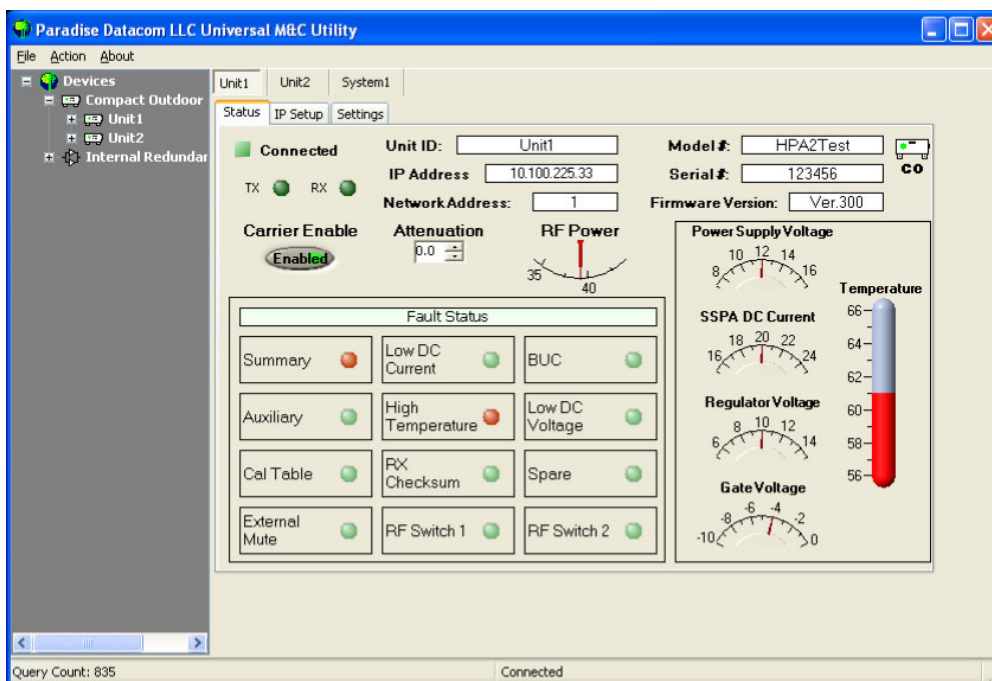 Paradise Datacom LLC Universal M&C Utility
File Action About
Devices
Compact Outdoor
Unit1
Unit2
Internal Redundar
Unit1 Unit2 System1
Status IP Setup Settings
Connected
TX RX
Unit ID: Unit1
IP Address 10.100.225.33
Network Address: 1
Model #: HPA2Test
Serial #: 123456
Firmware Version: Ver.300
CO
Carrier Enable
Enabled
Attenuation
0.0
RF Power
35 40
Fault Status
Summary
Low DC Current
BUC
Auxiliary
High Temperature
Low DC Voltage
Cal Table
RX Checksum
Spare
External Mute
RF Switch 1
RF Switch 2
Power Supply Voltage
8 10 12 14 16
SSPA DC Current
16 18 20 22 24
Regulator Voltage
6 8 10 12 14
Gate Voltage
-10 -8 -6 -4 -2 0
Temperature
66
64
62
60
58
56
Query Count: 835
Connected